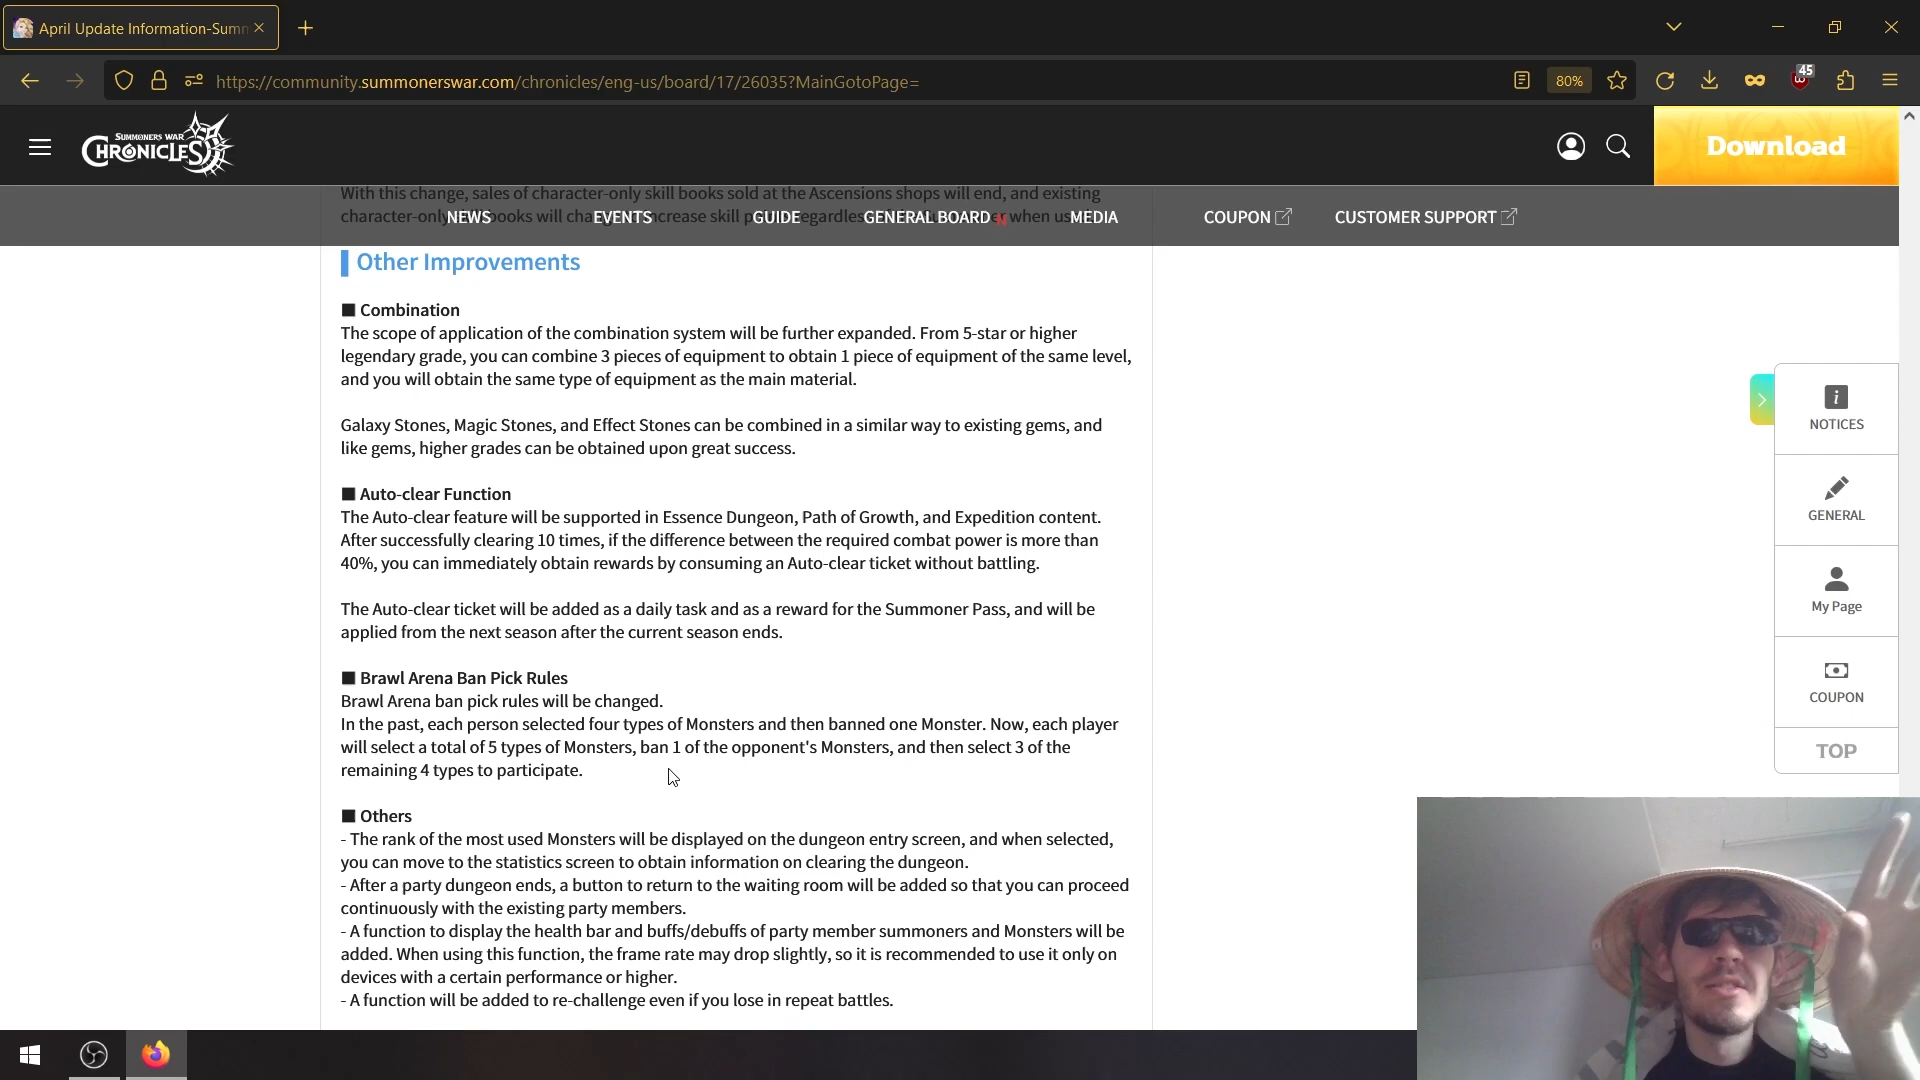 April Update Information-Summ
https://community.summonerswar.com/chronicles/eng-us/board/17/26035?MainGotoPage=
80%
45
SUMMONERS WAR
CHRONICLES
Download
With this change, sales of character-only skill books sold at the Ascensions shops will end, and existing
character-only books will increase skill regardless when
NEWS EVENTS GUIDE GENERAL BOARD N MEDIA COUPON CUSTOMER SUPPORT
Other Improvements
■ Combination
The scope of application of the combination system will be further expanded. From 5-star or higher
legendary grade, you can combine 3 pieces of equipment to obtain 1 piece of equipment of the same level,
and you will obtain the same type of equipment as the main material.
Galaxy Stones, Magic Stones, and Effect Stones can be combined in a similar way to existing gems, and
like gems, higher grades can be obtained upon great success.
■ Auto-clear Function
The Auto-clear feature will be supported in Essence Dungeon, Path of Growth, and Expedition content.
After successfully clearing 10 times, if the difference between the required combat power is more than
40%, you can immediately obtain rewards by consuming an Auto-clear ticket without battling.
The Auto-clear ticket will be added as a daily task and as a reward for the Summoner Pass, and will be
applied from the next season after the current season ends.
■ Brawl Arena Ban Pick Rules
Brawl Arena ban pick rules will be changed.
In the past, each person selected four types of Monsters and then banned one Monster. Now, each player
will select a total of 5 types of Monsters, ban 1 of the opponent's Monsters, and then select 3 of the
remaining 4 types to participate.
■ Others
- The rank of the most used Monsters will be displayed on the dungeon entry screen, and when selected,
you can move to the statistics screen to obtain information on clearing the dungeon.
- After a party dungeon ends, a button to return to the waiting room will be added so that you can proceed
continuously with the existing party members.
- A function to display the health bar and buffs/debuffs of party member summoners and Monsters will be
added. When using this function, the frame rate may drop slightly, so it is recommended to use it only on
devices with a certain performance or higher.
- A function will be added to re-challenge even if you lose in repeat battles.
NOTICES
GENERAL
My Page
COUPON
TOP